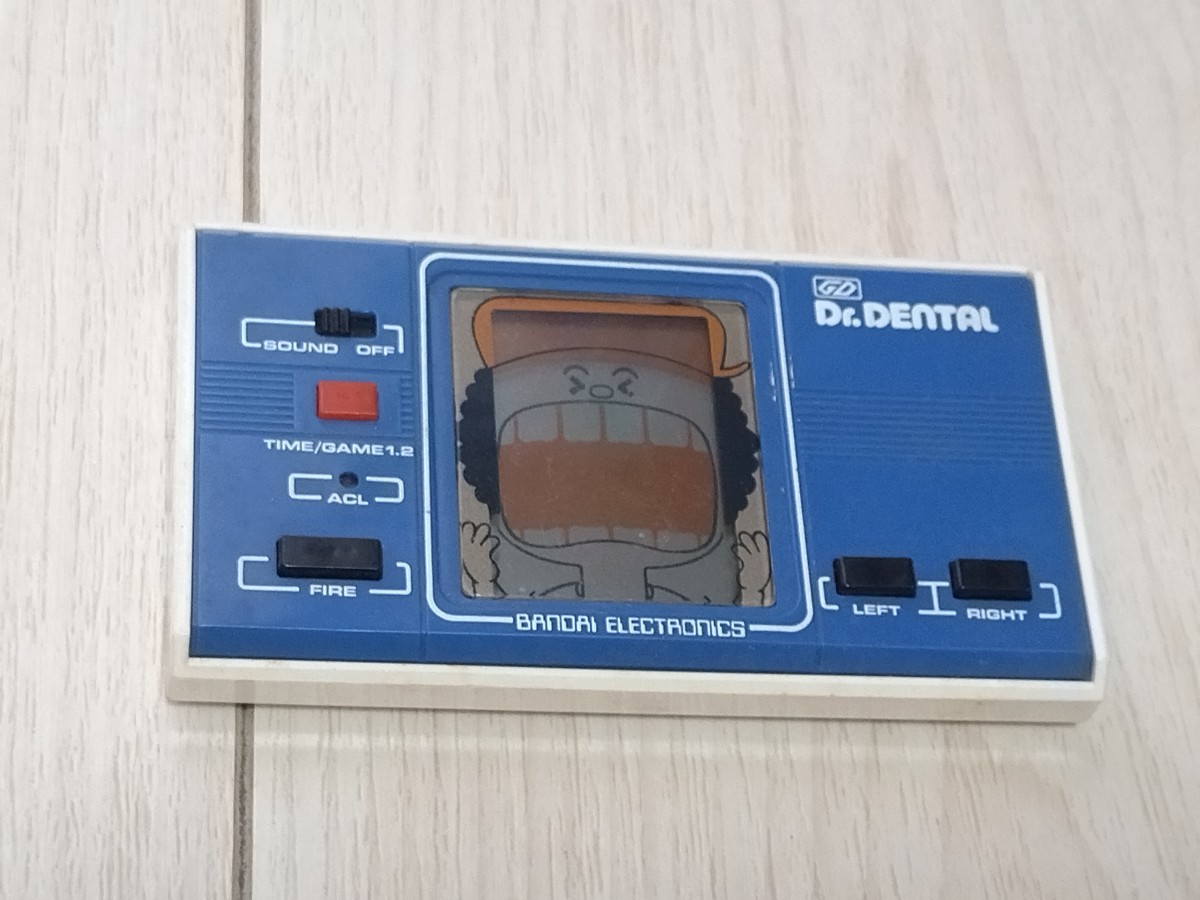 SOUND OFF
TIME/GAME1.2
ACL
FIRE
BANDAI ELECTRONICS
GD
Dr. DENTAL
LEFT
RIGHT